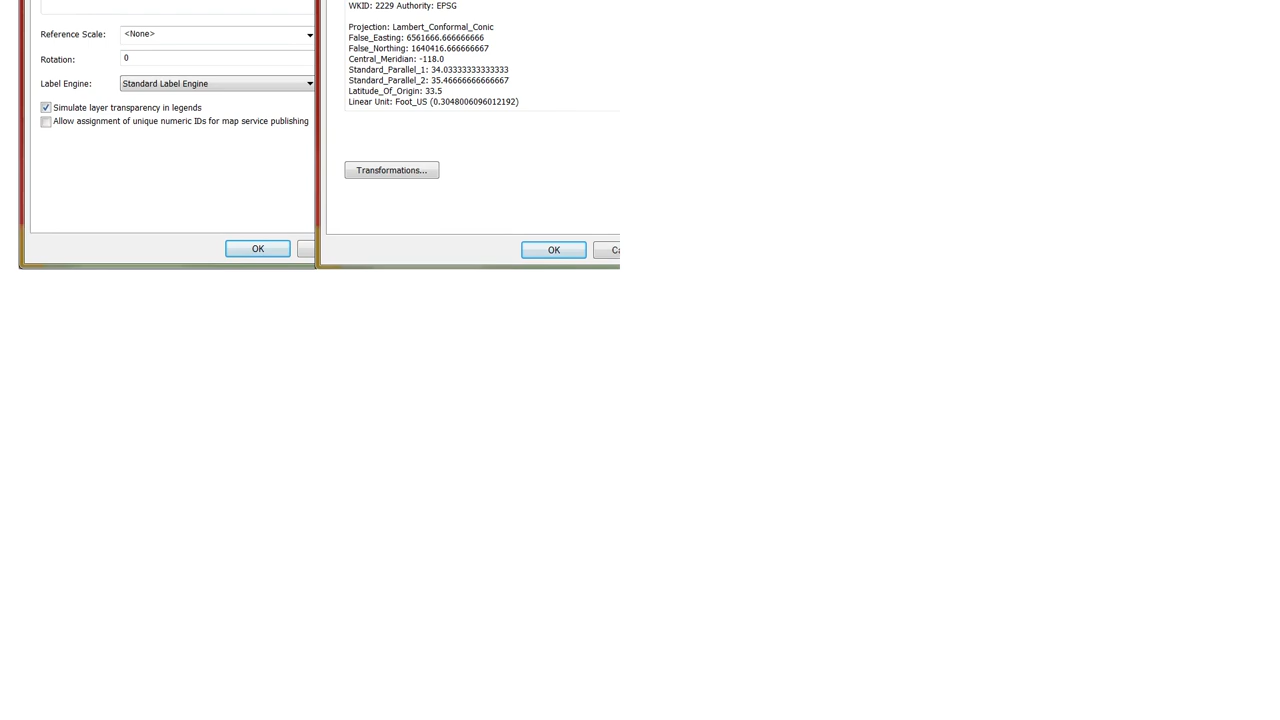 Reference Scale: <None>
Rotation: 0
Label Engine: Standard Label Engine
Simulate layer transparency in legends
Allow assignment of unique numeric IDs for map service publishing
OK
WKID: 2229 Authority: EPSG
Projection: Lambert_Conformal_Conic
False_Easting: 6561666.666666666
False_Northing: 1640416.666666667
Central_Meridian: -118.0
Standard_Parallel_1: 34.03333333333333
Standard_Parallel_2: 35.46666666666667
Latitude_Of_Origin: 33.5
Linear Unit: Foot_US (0.3048006096012192)
Transformations...
OK